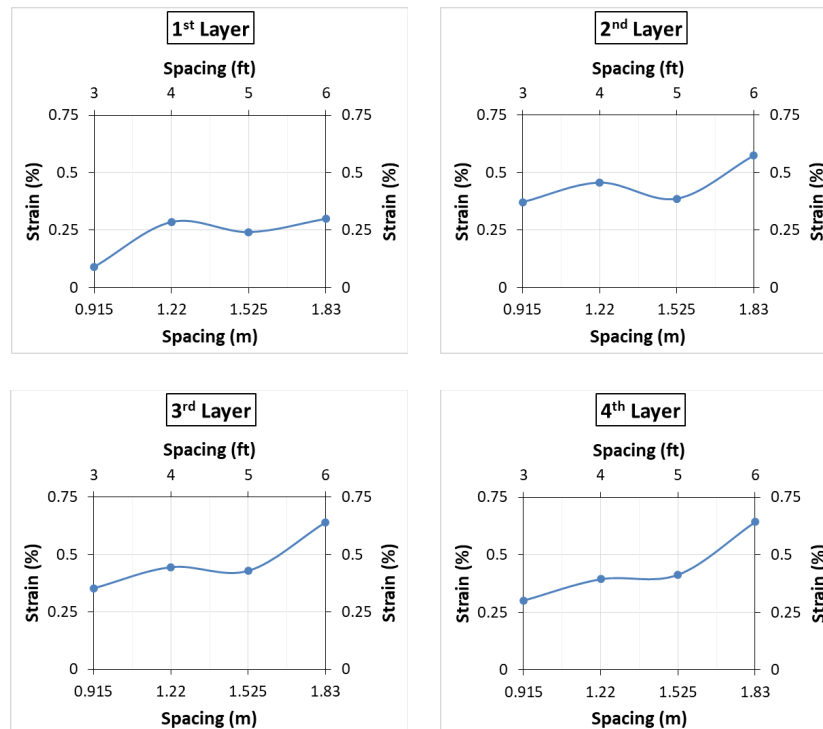 1st Layer
Spacing (ft)
3 4 5 6
0.75 0.75
0.5 0.5
0.25 0.25
0 0
Strain (%)
Strain (%)
0.915 1.22 1.525 1.83
Spacing (m)
2nd Layer
Spacing (ft)
3 4 5 6
0.75 0.75
0.5 0.5
0.25 0.25
0 0
Strain (%)
Strain (%)
0.915 1.22 1.525 1.83
Spacing (m)
3rd Layer
Spacing (ft)
3 4 5 6
0.75 0.75
0.5 0.5
0.25 0.25
0 0
Strain (%)
Strain (%)
0.915 1.22 1.525 1.83
Spacing (m)
4th Layer
Spacing (ft)
3 4 5 6
0.75 0.75
0.5 0.5
0.25 0.25
0 0
Strain (%)
Strain (%)
0.915 1.22 1.525 1.83
Spacing (m)